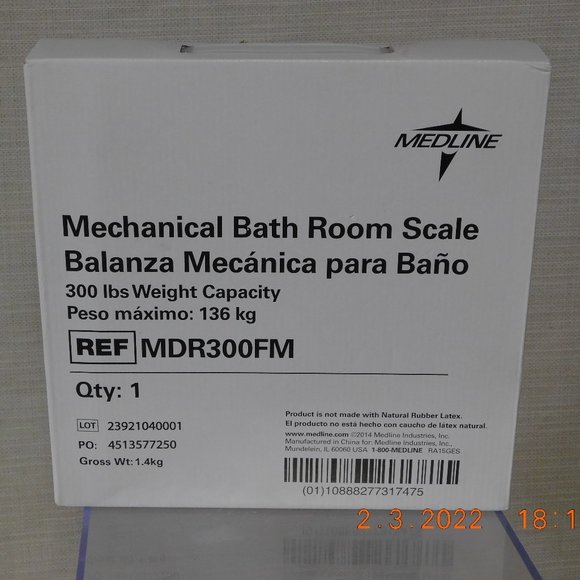 MEDLINE
Mechanical Bath Room Scale
Balanza Mecánica para Baño
300 lbs Weight Capacity
Peso máximo: 136 kg
REF MDR300FM
Qty: 1
LOT 23921040001
PO: 4513577250
Gross Wt: 1.4kg
Product is not made with Natural Rubber Latex.
El producto no está hecho con caucho de látex natural.
www.medline.com ©2014 Medline Industries, Inc.
Manufactured in China for: Medline Industries, Inc.,
Mundelein, IL 60060 USA 1-800-MEDLINE RA15GES
(01)10888277317475
2.3.2022 18:1